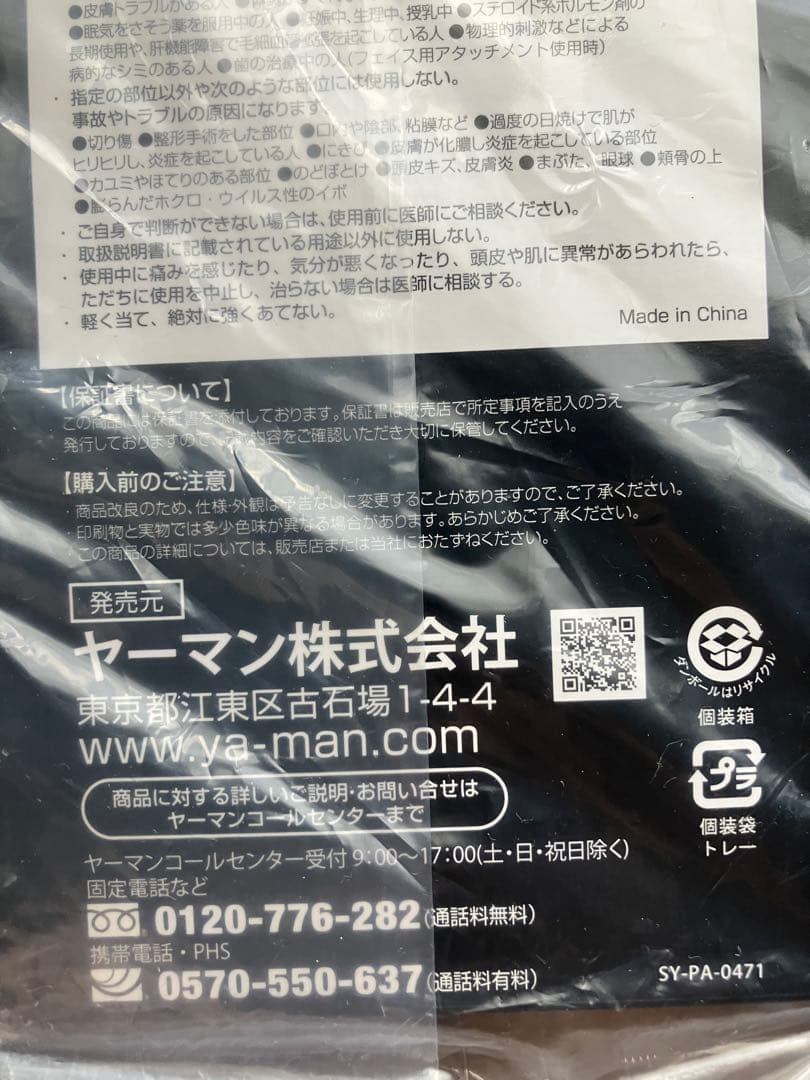 ●皮膚トラブルがある人
妊娠中、生理中、授乳中 ●ステロイド系ホルモン剤の
●眠気をさそう薬を服用中の人
長期使用や、肝機能障害で毛細血管拡張を起こしている人 ●物理的刺激などによる
病的なシミのある人 ●歯の治療中の人(フェイス用アタッチメント使用時)
・指定の部位以外や次のような部位には使用しない。
事故やトラブルの原因になります。
●切り傷 ●整形手術をした部位 ●口内や陰部、粘膜など ●過度の日焼けで肌が
ヒリヒリし、炎症を起こしている人 ●にきび ●皮膚が化膿し炎症を起こしている部位
●カユミやほてりのある部位 ●のどぼとけ ●頭皮キズ、皮膚炎 ●まぶた、眼球 ●頬骨の上
●膨らんだホクロ・ウイルス性のイボ
・ご自身で判断ができない場合は、使用前に医師にご相談ください。
・取扱説明書に記載されている用途以外に使用しない。
・使用中に痛みを感じたり、気分が悪くなったり、頭皮や肌に異常があらわれたら、
ただちに使用を中止し、治らない場合は医師に相談する。
・軽く当て、絶対に強くあてない。
Made in China
【保証書について】
この商品には保証書を添付しております。保証書は販売店で所定事項を記入のうえ
発行しておりますので、内容をご確認いただき大切に保管してください。
【購入前のご注意】
・商品改良のため、仕様・外観は予告なしに変更することがありますので、ご了承ください。
・印刷物と実物では多少色味が異なる場合があります。あらかじめご了承ください。
・この商品の詳細については、販売店または当社におたずねください。
発売元
ヤーマン株式会社
東京都江東区古石場1-4-4
www.ya-man.com
ダンボールはリサイクル
個装箱
プラ
個装袋
トレー
商品に対する詳しいご説明・お問い合せは
ヤーマンコールセンターまで
ヤーマンコールセンター受付 9:00〜17:00(土・日・祝日除く)
固定電話など
0120-776-282(通話料無料)
携帯電話・PHS
0570-550-637(通話料有料)
SY-PA-0471